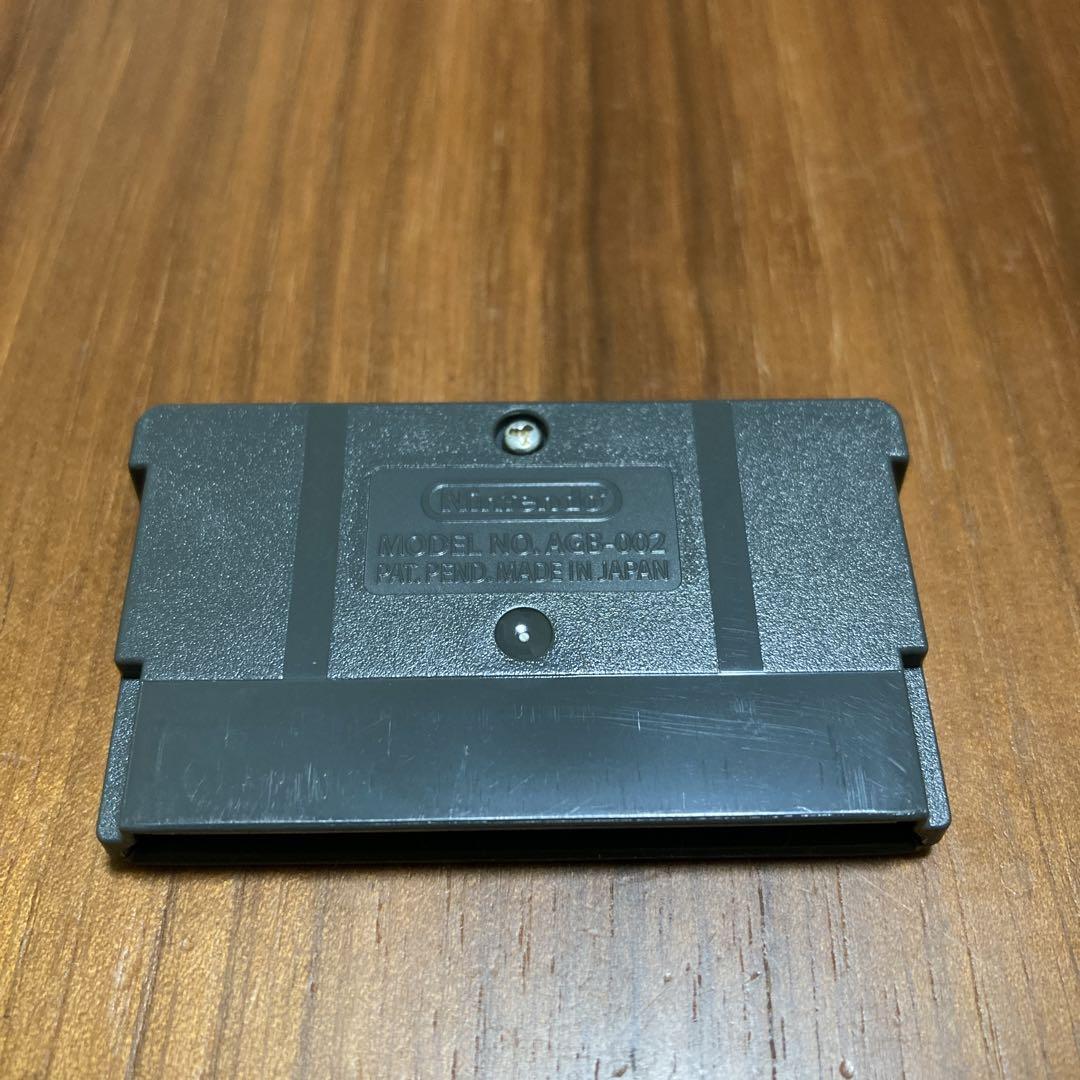 Nintendo
MODEL NO. AGB-002
PAT. PEND. MADE IN JAPAN